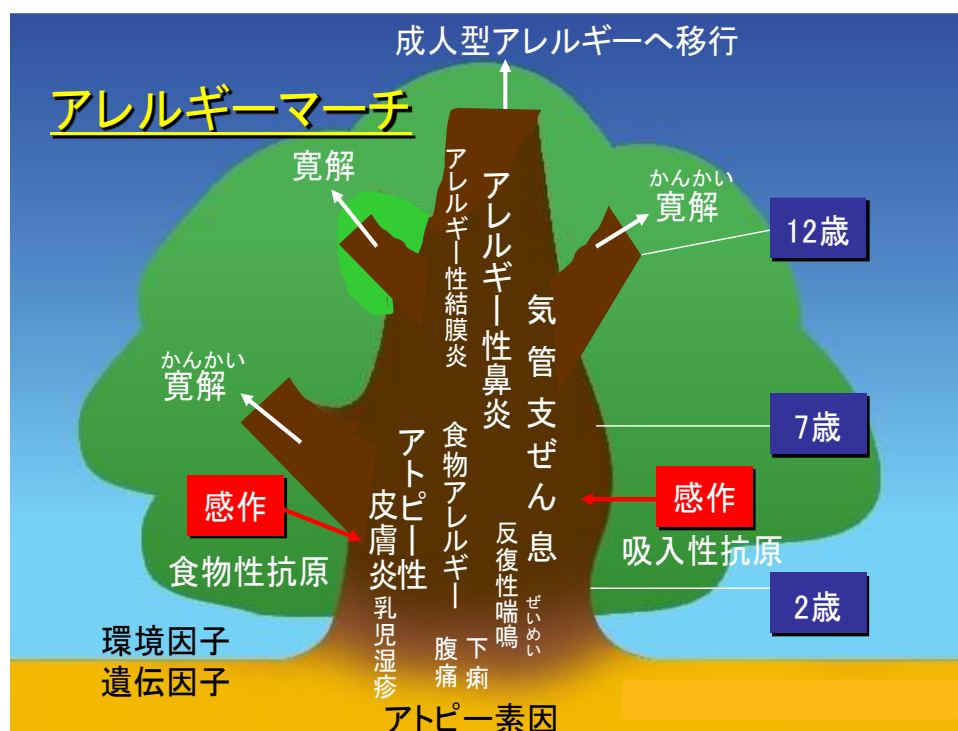 成人型アレルギーへ移行
アレルギーマーチ
寛解
かんかい
寛解
12歳
アレルギー性結膜炎
アレルギー性鼻炎
気管支ぜん息
かんかい
寛解
7歳
アトピー性
皮膚炎
食物アレルギー
感作
感作
食物性抗原
吸入性抗原
反復性喘鳴
ぜいめい
2歳
乳児湿疹
腹痛
下痢
環境因子
遺伝因子
アトピー素因